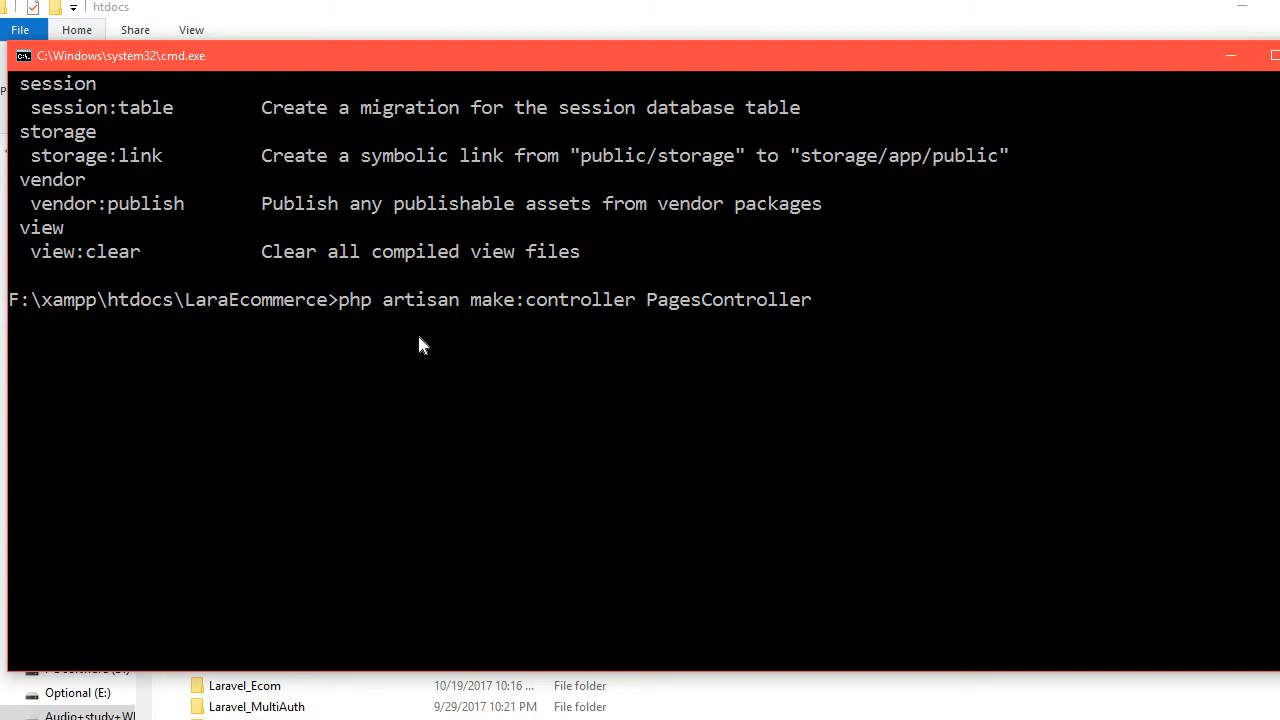 htdocs
File Home Share View
C:\Windows\system32\cmd.exe
session
session:table Create a migration for the session database table
storage
storage:link Create a symbolic link from "public/storage" to "storage/app/public"
vendor
vendor:publish Publish any publishable assets from vendor packages
view
view:clear Clear all compiled view files
F:\xampp\htdocs\LaraEcommerce>php artisan make:controller PagesController
Laravel_Ecom 10/19/2017 10:16 ... File folder
Optional (E:)
Laravel_MultiAuth 9/29/2017 10:21 PM File folder